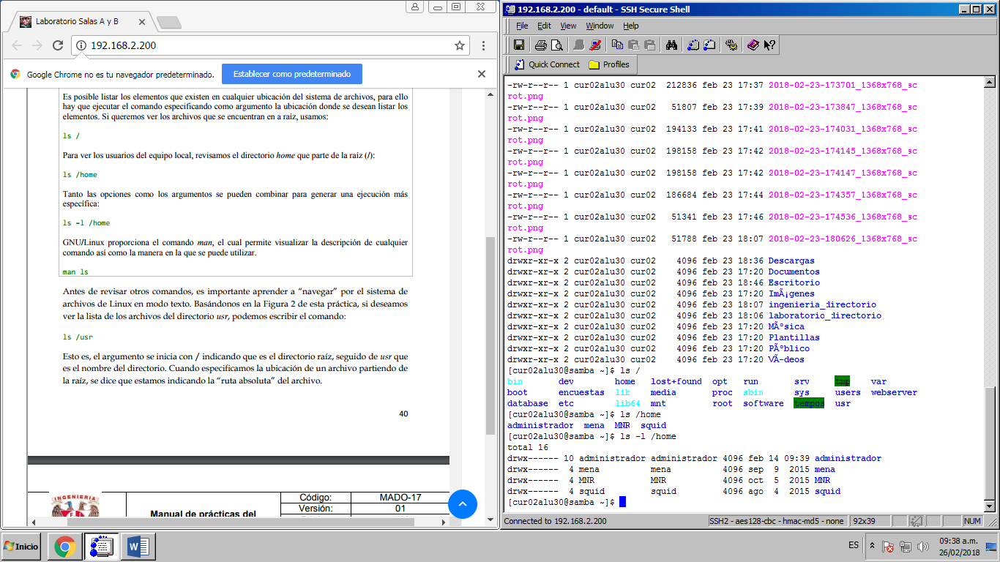 Laboratorio Salas A y B
192.168.2.200
Google Chrome no es tu navegador predeterminado.
Establecer como predeterminado
Es posible listar los elementos que existen en cualquier ubicación del sistema de archivos, para ello
hay que ejecutar el comando especificando como argumento la ubicación donde se desean listar los
elementos. Si queremos ver los archivos que se encuentran en a raíz, usamos:
ls /
Para ver los usuarios del equipo local, revisamos el directorio home que parte de la raíz (/):
ls /home
Tanto las opciones como los argumentos se pueden combinar para generar una ejecución más
específica:
ls –l /home
GNU/Linux proporciona el comando man, el cual permite visualizar la descripción de cualquier
comando así como la manera en la que se puede utilizar.
man ls
Antes de revisar otros comandos, es importante aprender a “navegar” por el sistema de
archivos de Linux en modo texto. Basándonos en la Figura 2 de esta práctica, si deseamos
ver la lista de los archivos del directorio usr, podemos escribir el comando:
ls /usr
Esto es, el argumento se inicia con / indicando que es el directorio raíz, seguido de usr que
es el nombre del directorio. Cuando especificamos la ubicación de un archivo partiendo de
la raíz, se dice que estamos indicando la “ruta absoluta” del archivo.
40
INGENIERIA
Manual de prácticas del
Código: MADO-17
Versión: 01
192.168.2.200 - default - SSH Secure Shell
File Edit View Window Help
Quick Connect Profiles
-rw-r--r-- 1 cur02alu30 cur02  212836 feb 23 17:37 2018-02-23-173701_1368x768_sc
rot.png
-rw-r--r-- 1 cur02alu30 cur02   51807 feb 23 17:39 2018-02-23-173847_1368x768_sc
rot.png
-rw-r--r-- 1 cur02alu30 cur02  194133 feb 23 17:41 2018-02-23-174031_1368x768_sc
rot.png
-rw-r--r-- 1 cur02alu30 cur02  198158 feb 23 17:42 2018-02-23-174145_1368x768_sc
rot.png
-rw-r--r-- 1 cur02alu30 cur02  198158 feb 23 17:42 2018-02-23-174147_1368x768_sc
rot.png
-rw-r--r-- 1 cur02alu30 cur02  186684 feb 23 17:44 2018-02-23-174357_1368x768_sc
rot.png
-rw-r--r-- 1 cur02alu30 cur02   51341 feb 23 17:46 2018-02-23-174536_1368x768_sc
rot.png
-rw-r--r-- 1 cur02alu30 cur02   51788 feb 23 18:07 2018-02-23-180626_1368x768_sc
rot.png
drwxr-xr-x 2 cur02alu30 cur02    4096 feb 23 18:36 Descargas
drwxr-xr-x 2 cur02alu30 cur02    4096 feb 23 17:20 Documentos
drwxr-xr-x 2 cur02alu30 cur02    4096 feb 23 18:46 Escritorio
drwxr-xr-x 2 cur02alu30 cur02    4096 feb 23 17:20 ImÃ¡genes
drwxr-xr-x 2 cur02alu30 cur02    4096 feb 23 18:07 ingenieria_directorio
drwxr-xr-x 2 cur02alu30 cur02    4096 feb 23 18:06 laboratorio_directorio
drwxr-xr-x 2 cur02alu30 cur02    4096 feb 23 17:20 MÃºsica
drwxr-xr-x 2 cur02alu30 cur02    4096 feb 23 17:20 Plantillas
drwxr-xr-x 2 cur02alu30 cur02    4096 feb 23 17:20 PÃºblico
drwxr-xr-x 2 cur02alu30 cur02    4096 feb 23 17:20 VÃ-deos
[cur02alu30@samba ~]$ ls /
bin       dev        home   lost+found  opt   run       srv    tmp    var
boot      encuestas  lib    media       proc  sbin      sys    users  webserver
database  etc        lib64  mnt         root  software  tempos usr
[cur02alu30@samba ~]$ ls /home
administrador  mena  MNR  squid
[cur02alu30@samba ~]$ ls -l /home
total 16
drwx------ 10 administrador administrador 4096 feb 14 09:39 administrador
drwx------  4 mena          mena          4096 sep  9  2015 mena
drwx------  4 MNR           MNR           4096 oct  5  2015 MNR
drwx------  4 squid         squid         4096 ago  4  2015 squid
[cur02alu30@samba ~]$
Connected to 192.168.2.200 SSH2 - aes128-cbc - hmac-md5 - none 92x39 NUM
Inicio
ES
09:38 a.m.
26/02/2018